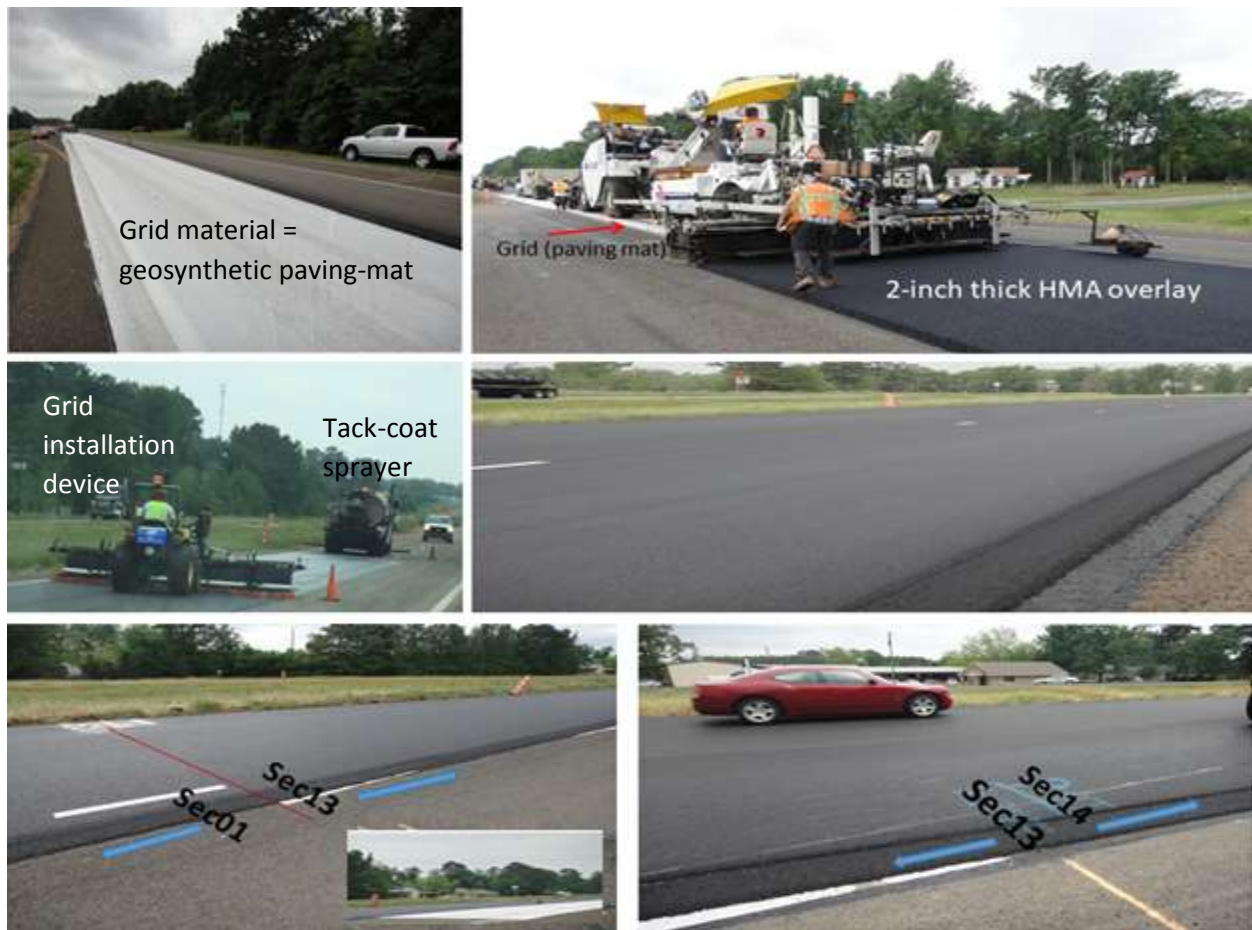 Grid material =
geosynthetic paving-mat
Grid (paving mat)
2-inch thick HMA overlay
Grid
installation
device
Tack-coat
sprayer
Sec13
Sec01
Sec14
Sec13